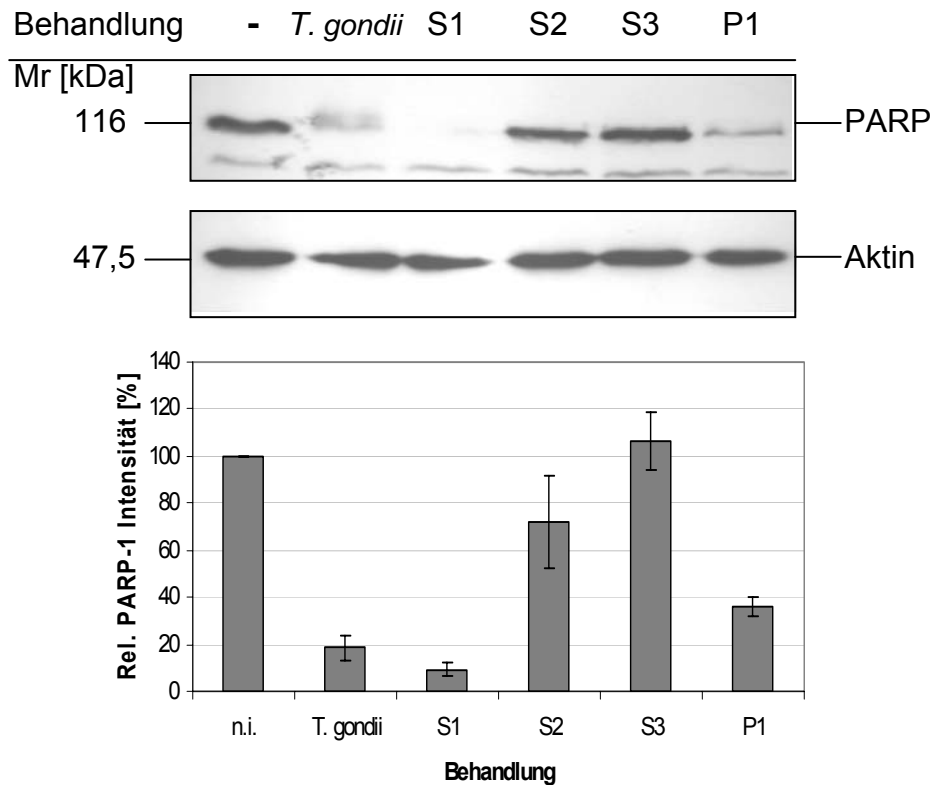 Behandlung - T. gondii S1 S2 S3 P1
Mr [kDa]
116 PARP
47,5 Aktin
140
120
100
80
60
40
20
0
Rel. PARP-1 Intensität [%]
n.i. T. gondii S1 S2 S3 P1
Behandlung